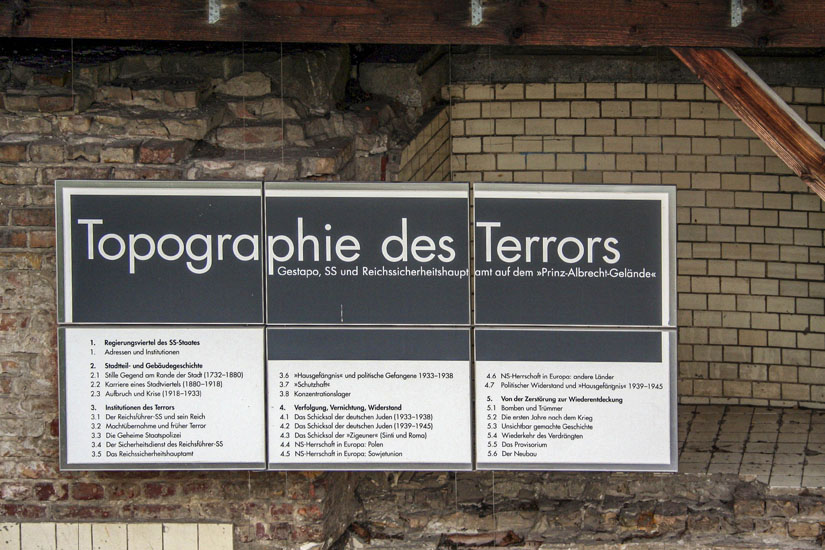 Topographie des Terrors
Gestapo, SS und Reichssicherheitshauptamt auf dem »Prinz-Albrecht-Gelände«
1. Regierungsviertel des SS-Staates
1. Adressen und Institutionen
2. Stadtteil- und Gebäudegeschichte
2.1 Stille Gegend am Rande der Stadt (1732–1880)
2.2 Karriere eines Stadtviertels (1880–1918)
2.3 Aufbruch und Krise (1918–1933)
3. Institutionen des Terrors
3.1 Der Reichsführer-SS und sein Reich
3.2 Machtübernahme und früher Terror
3.3 Die Geheime Staatspolizei
3.4 Der Sicherheitsdienst des Reichsführer-SS
3.5 Das Reichssicherheitshauptamt
3.6 »Hausgefängnis« und politische Gefangene 1933–1938
3.7 »Schutzhaft«
3.8 Konzentrationslager
4. Verfolgung, Vernichtung, Widerstand
4.1 Das Schicksal der deutschen Juden (1933–1938)
4.2 Das Schicksal der deutschen Juden (1939–1945)
4.3 Das Schicksal der »Zigeuner« (Sinti und Roma)
4.4 NS-Herrschaft in Europa: Polen
4.5 NS-Herrschaft in Europa: Sowjetunion
4.6 NS-Herrschaft in Europa: andere Länder
4.7 Politischer Widerstand und »Hausgefängnis« 1939–1945
5. Von der Zerstörung zur Wiederentdeckung
5.1 Bomben und Trümmer
5.2 Die ersten Jahre nach dem Krieg
5.3 Unsichtbar gemachte Geschichte
5.4 Wiederkehr des Verdrängten
5.5 Das Provisorium
5.6 Der Neubau